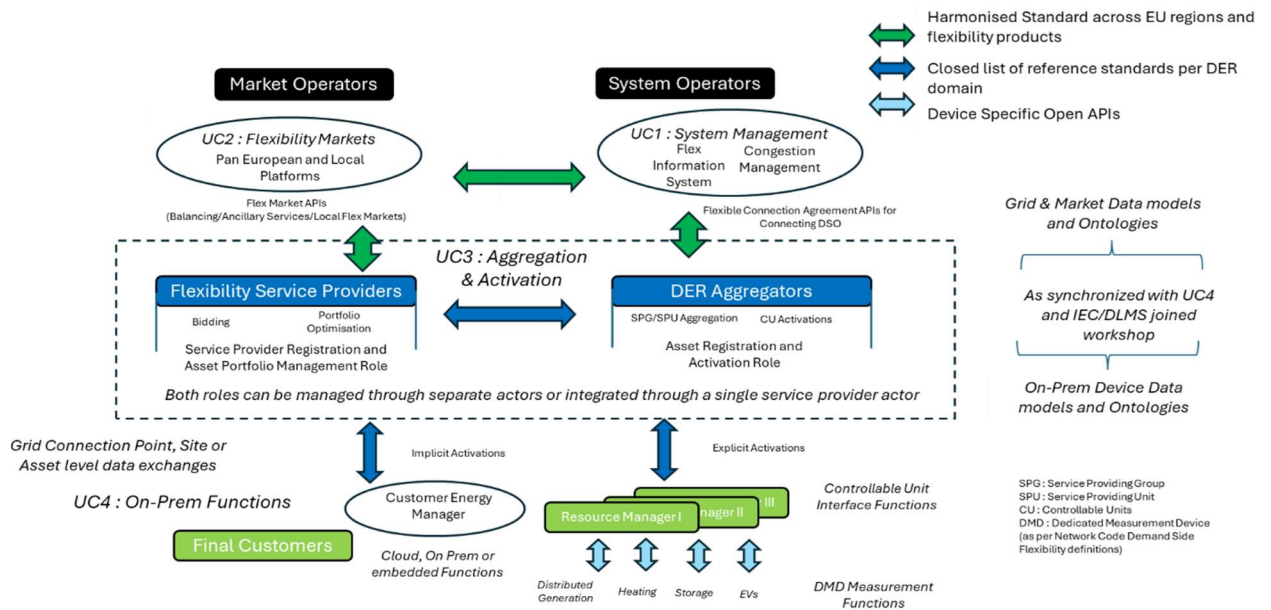 Harmonised Standard across EU regions and
flexibility products
Closed list of reference standards per DER
domain
Device Specific Open APIs
Market Operators
System Operators
UC2 : Flexibility Markets
Pan European and Local
Platforms
UC1 : System Management
Flex
Information
System
Congestion
Management
Flex Market APIs
(Balancing/Ancillary Services/Local Flex Markets)
Flexible Connection Agreement APIs for
Connecting DSO
Grid & Market Data models
and Ontologies
UC3 : Aggregation
& Activation
Flexibility Service Providers
DER Aggregators
Bidding
Portfolio
Optimisation
SPG/SPU Aggregation
CU Activations
Service Provider Registration and
Asset Portfolio Management Role
Asset Registration and
Activation Role
As synchronized with UC4
and IEC/DLMS joined
workshop
Both roles can be managed through separate actors or integrated through a single service provider actor
On-Prem Device Data
models and Ontologies
Grid Connection Point, Site or
Asset level data exchanges
Implicit Activations
Explicit Activations
UC4 : On-Prem Functions
Customer Energy
Manager
Resource Manager I
nager II
r III
Controllable Unit
Interface Functions
Final Customers
Cloud, On Prem or
embedded Functions
Distributed
Generation
Heating
Storage
EVs
DMD Measurement
Functions
SPG : Service Providing Group
SPU : Service Providing Unit
CU : Controllable Units
DMD : Dedicated Measurement Device
(as per Network Code Demand Side
Flexibility definitions)